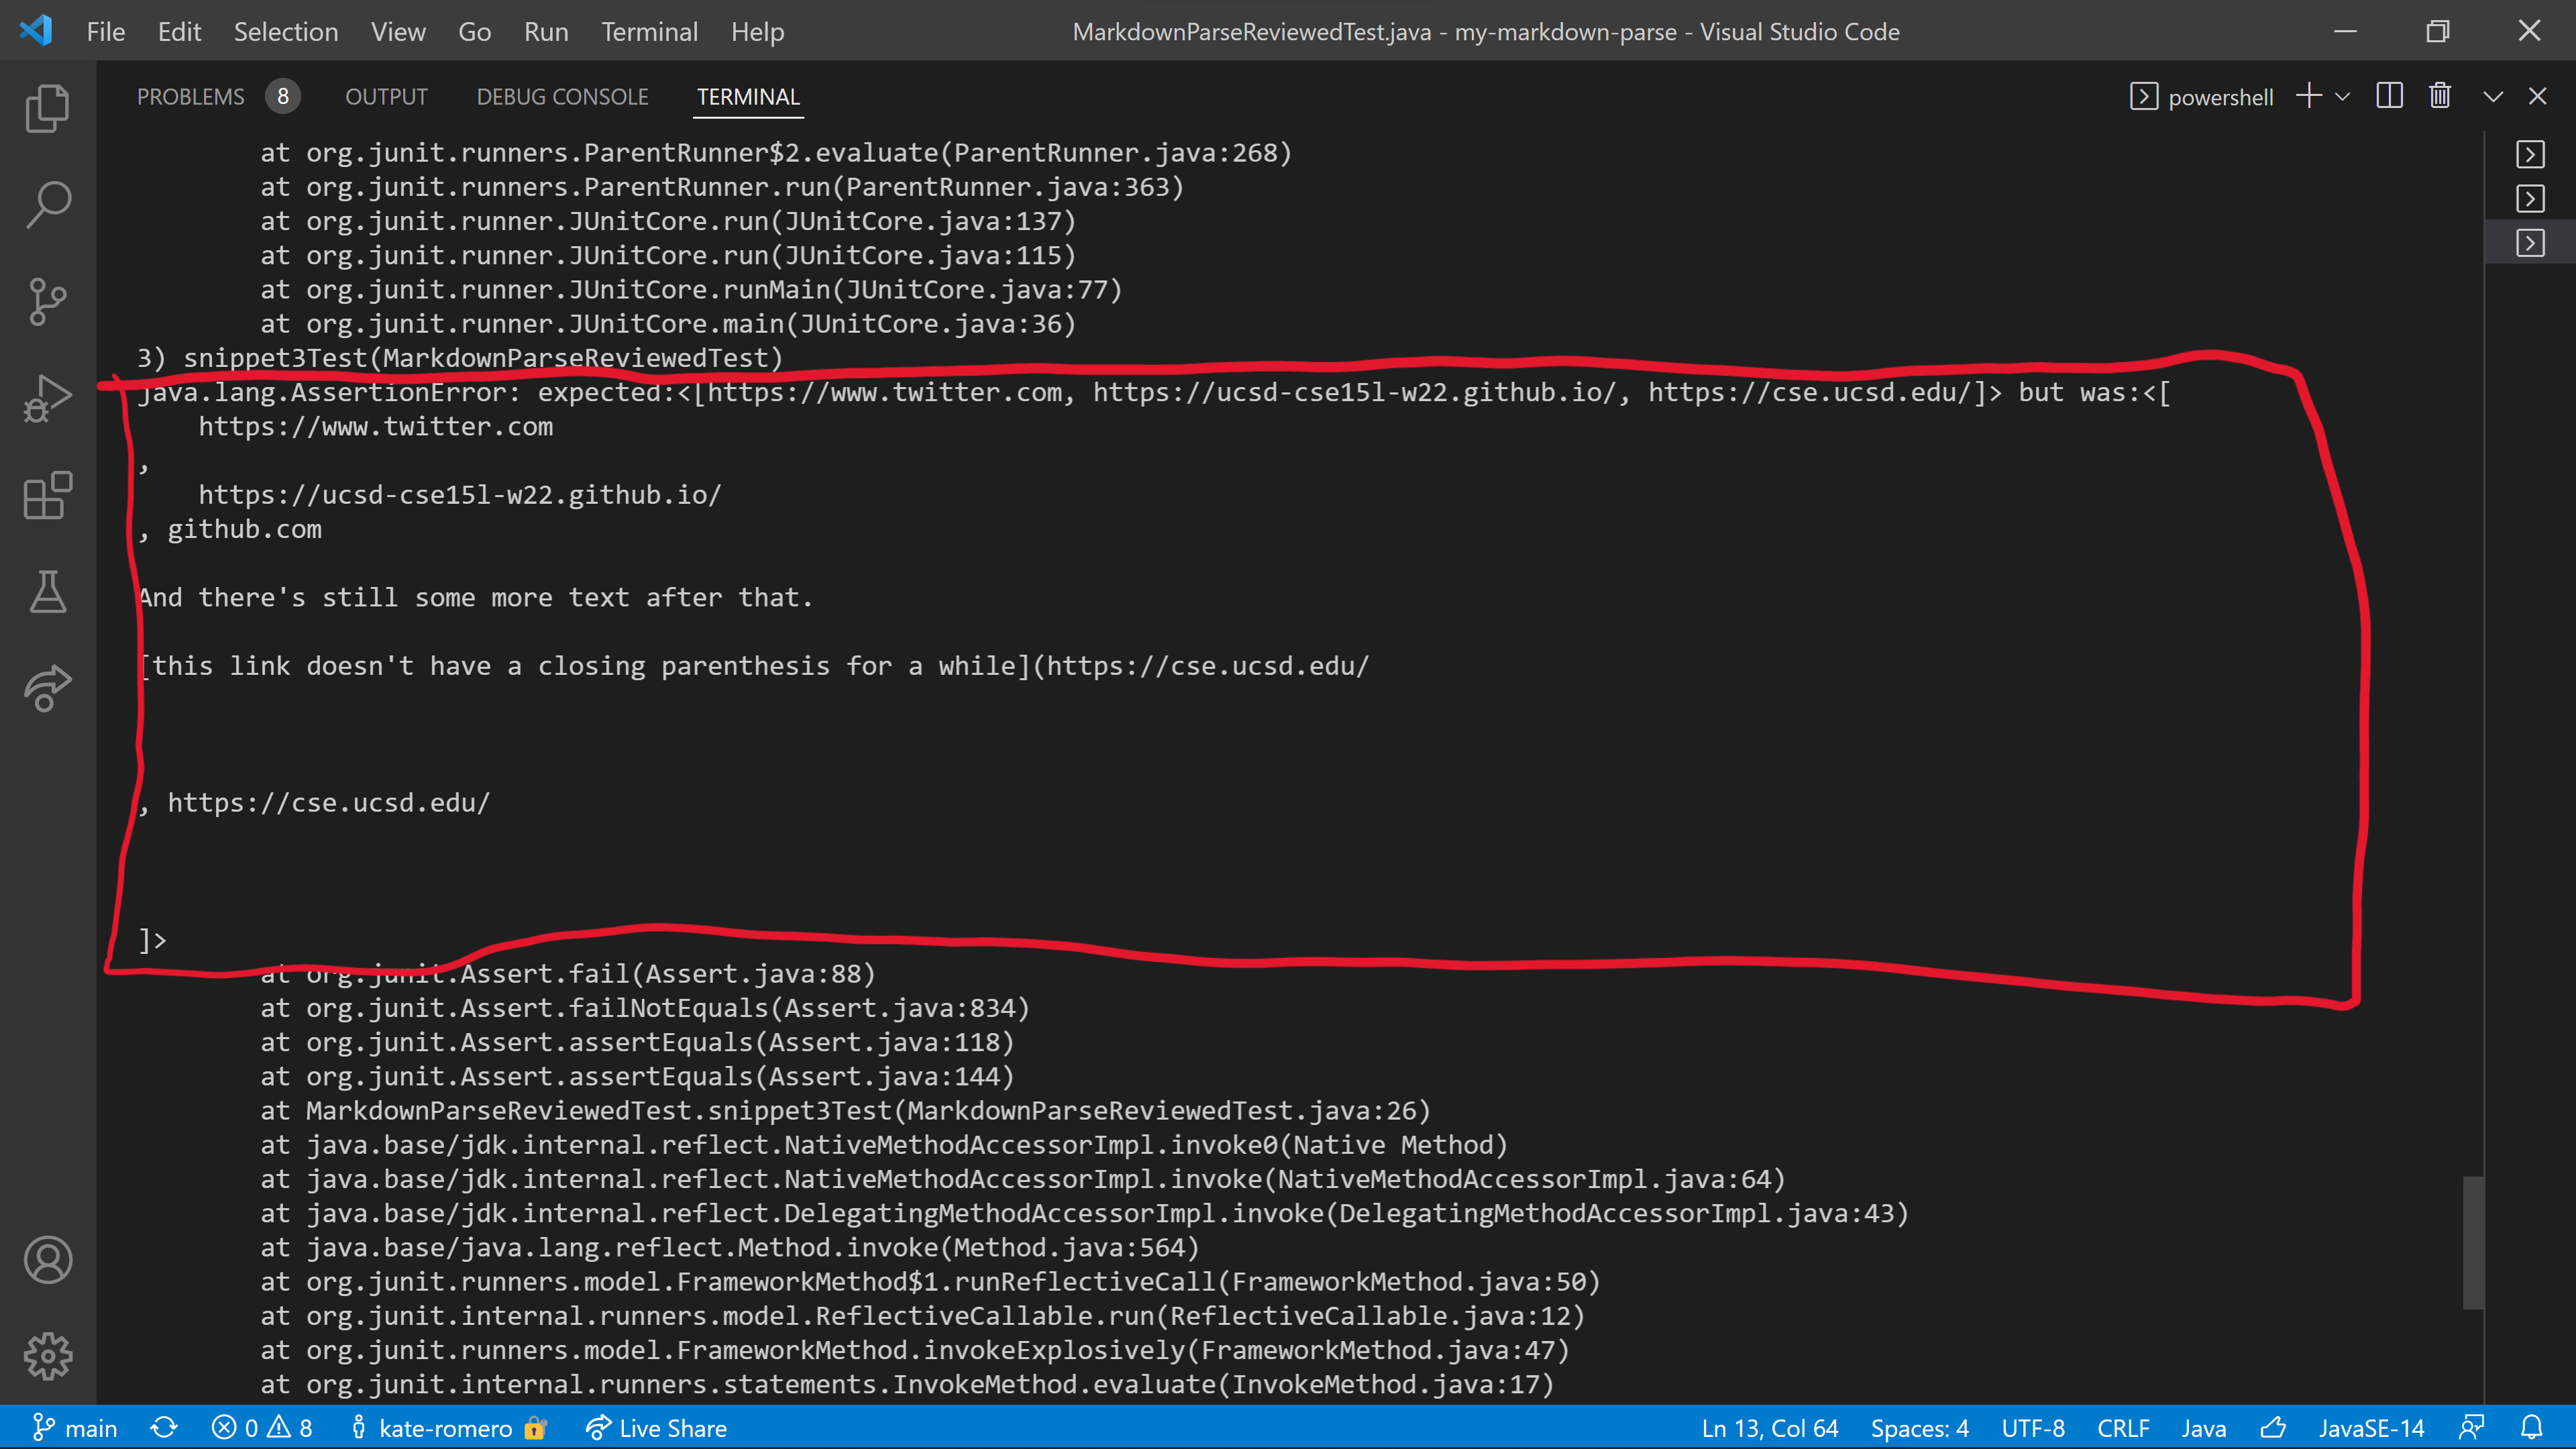 File Edit Selection View Go Run Terminal Help MarkdownParseReviewedTest.java - my-markdown-parse - Visual Studio Code
PROBLEMS 8 OUTPUT DEBUG CONSOLE TERMINAL powershell
at org.junit.runners.ParentRunner$2.evaluate(ParentRunner.java:268)
at org.junit.runners.ParentRunner.run(ParentRunner.java:363)
at org.junit.runner.JUnitCore.run(JUnitCore.java:137)
at org.junit.runner.JUnitCore.run(JUnitCore.java:115)
at org.junit.runner.JUnitCore.runMain(JUnitCore.java:77)
at org.junit.runner.JUnitCore.main(JUnitCore.java:36)
3) snippet3Test(MarkdownParseReviewedTest)
java.lang.AssertionError: expected:<[https://www.twitter.com, https://ucsd-cse15l-w22.github.io/, https://cse.ucsd.edu/]> but was:<[
https://www.twitter.com
,
https://ucsd-cse15l-w22.github.io/
, github.com
And there's still some more text after that.
[this link doesn't have a closing parenthesis for a while](https://cse.ucsd.edu/
, https://cse.ucsd.edu/
]>
at org.junit.Assert.fail(Assert.java:88)
at org.junit.Assert.failNotEquals(Assert.java:834)
at org.junit.Assert.assertEquals(Assert.java:118)
at org.junit.Assert.assertEquals(Assert.java:144)
at MarkdownParseReviewedTest.snippet3Test(MarkdownParseReviewedTest.java:26)
at java.base/jdk.internal.reflect.NativeMethodAccessorImpl.invoke0(Native Method)
at java.base/jdk.internal.reflect.NativeMethodAccessorImpl.invoke(NativeMethodAccessorImpl.java:64)
at java.base/jdk.internal.reflect.DelegatingMethodAccessorImpl.invoke(DelegatingMethodAccessorImpl.java:43)
at java.base/java.lang.reflect.Method.invoke(Method.java:564)
at org.junit.runners.model.FrameworkMethod$1.runReflectiveCall(FrameworkMethod.java:50)
at org.junit.internal.runners.model.ReflectiveCallable.run(ReflectiveCallable.java:12)
at org.junit.runners.model.FrameworkMethod.invokeExplosively(FrameworkMethod.java:47)
at org.junit.internal.runners.statements.InvokeMethod.evaluate(InvokeMethod.java:17)
main 0 8 kate-romero Live Share Ln 13, Col 64 Spaces: 4 UTF-8 CRLF Java JavaSE-14